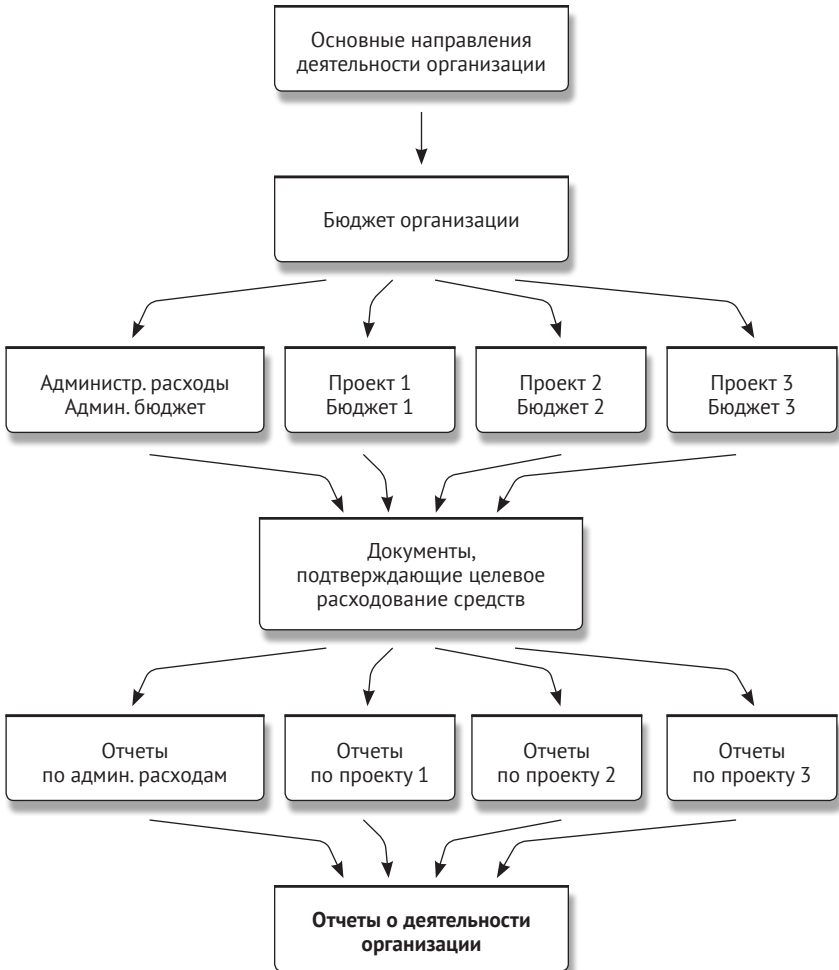 Основные направления
деятельности организации
Бюджет организации
Администр. расходы
Админ. бюджет
Проект 1
Бюджет 1
Проект 2
Бюджет 2
Проект 3
Бюджет 3
Документы,
подтверждающие целевое
расходование средств
Отчеты
по админ. расходам
Отчеты
по проекту 1
Отчеты
по проекту 2
Отчеты
по проекту 3
Отчеты о деятельности
организации